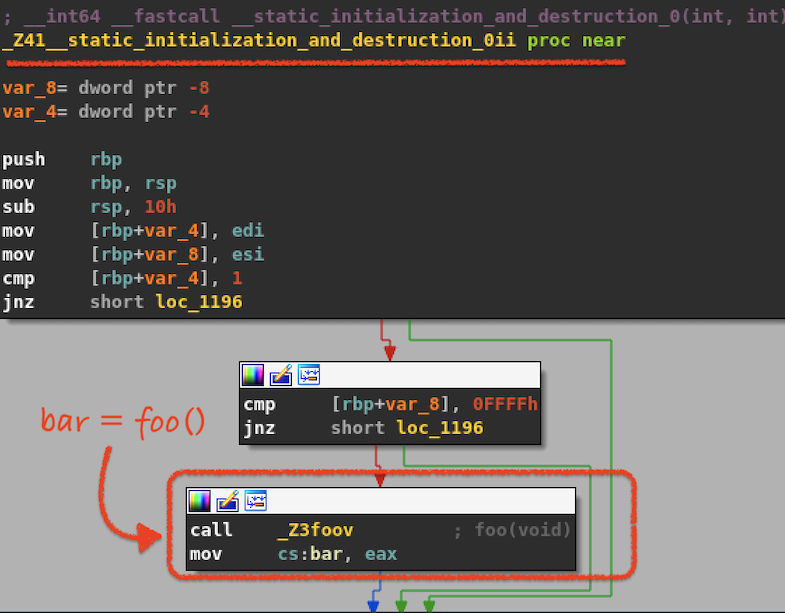 ; __int64 __fastcall __static_initialization_and_destruction_0(int, int)
_Z41__static_initialization_and_destruction_0ii proc near
var_8= dword ptr -8
var_4= dword ptr -4
push rbp
mov rbp, rsp
sub rsp, 10h
mov [rbp+var_4], edi
mov [rbp+var_8], esi
cmp [rbp+var_4], 1
jnz short loc_1196
cmp [rbp+var_8], 0FFFFh
jnz short loc_1196
bar = foo()
call _Z3foov ; foo(void)
mov cs:bar, eax